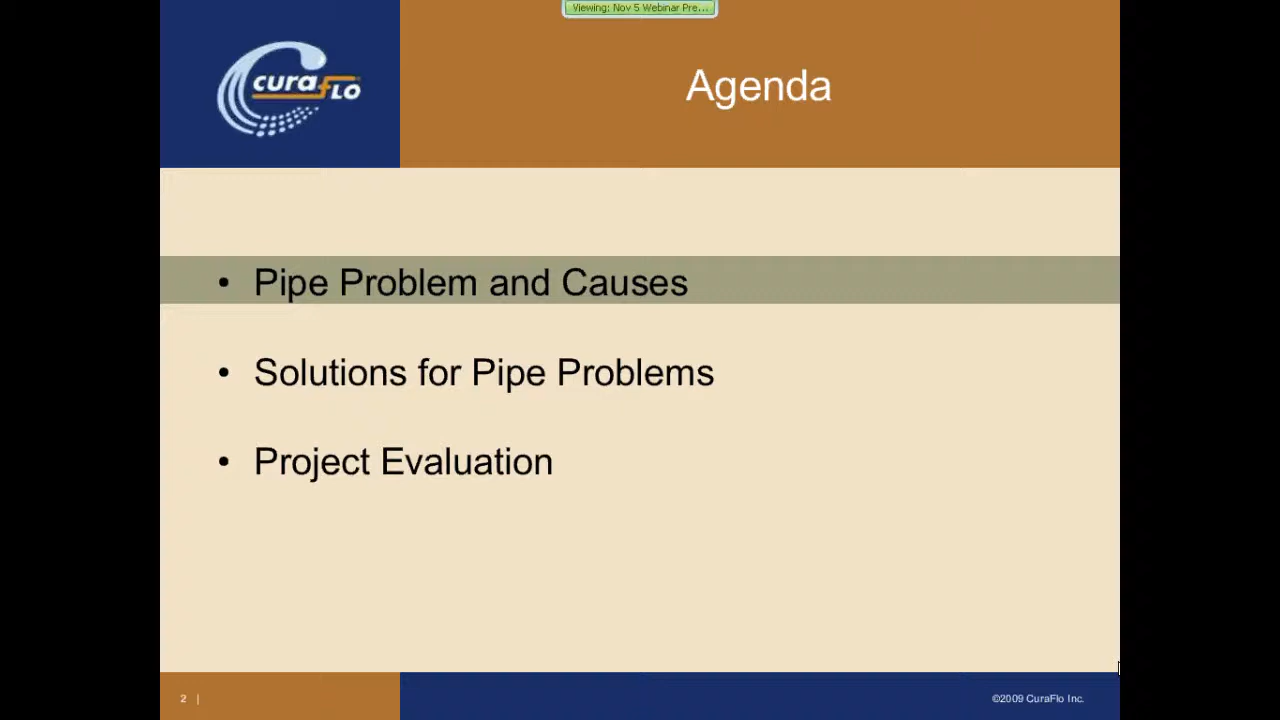 Viewing: Nov 5 Webinar Pre...
curaFLO
Agenda
• Pipe Problem and Causes
• Solutions for Pipe Problems
• Project Evaluation
2 |
©2009 CuraFlo Inc.